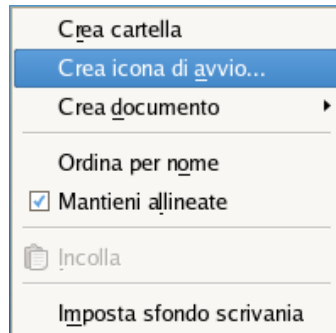 Crea cartella
Crea icona di avvio...
Crea documento
Ordina per nome
Mantieni allineate
Incolla
Imposta sfondo scrivania